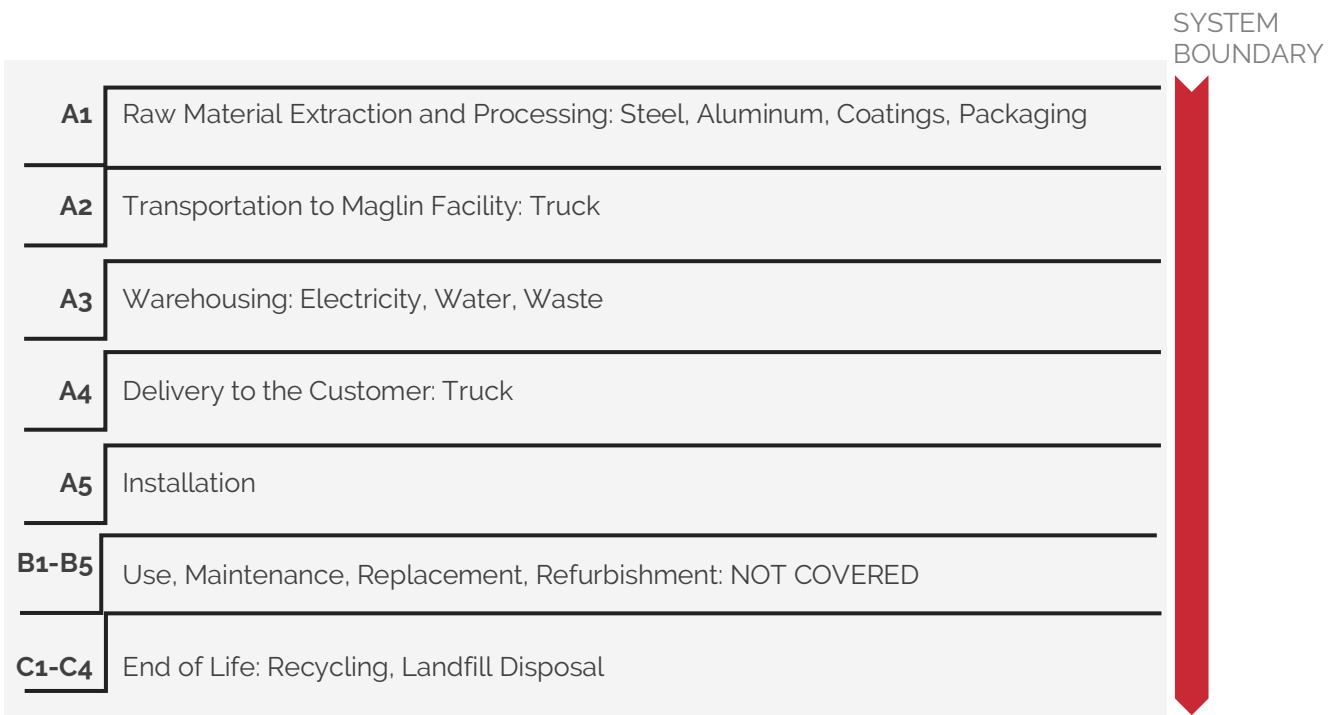 SYSTEM
BOUNDARY
A1 Raw Material Extraction and Processing: Steel, Aluminum, Coatings, Packaging
A2 Transportation to Maglin Facility: Truck
A3 Warehousing: Electricity, Water, Waste
A4 Delivery to the Customer: Truck
A5 Installation
B1-B5 Use, Maintenance, Replacement, Refurbishment: NOT COVERED
C1-C4 End of Life: Recycling, Landfill Disposal